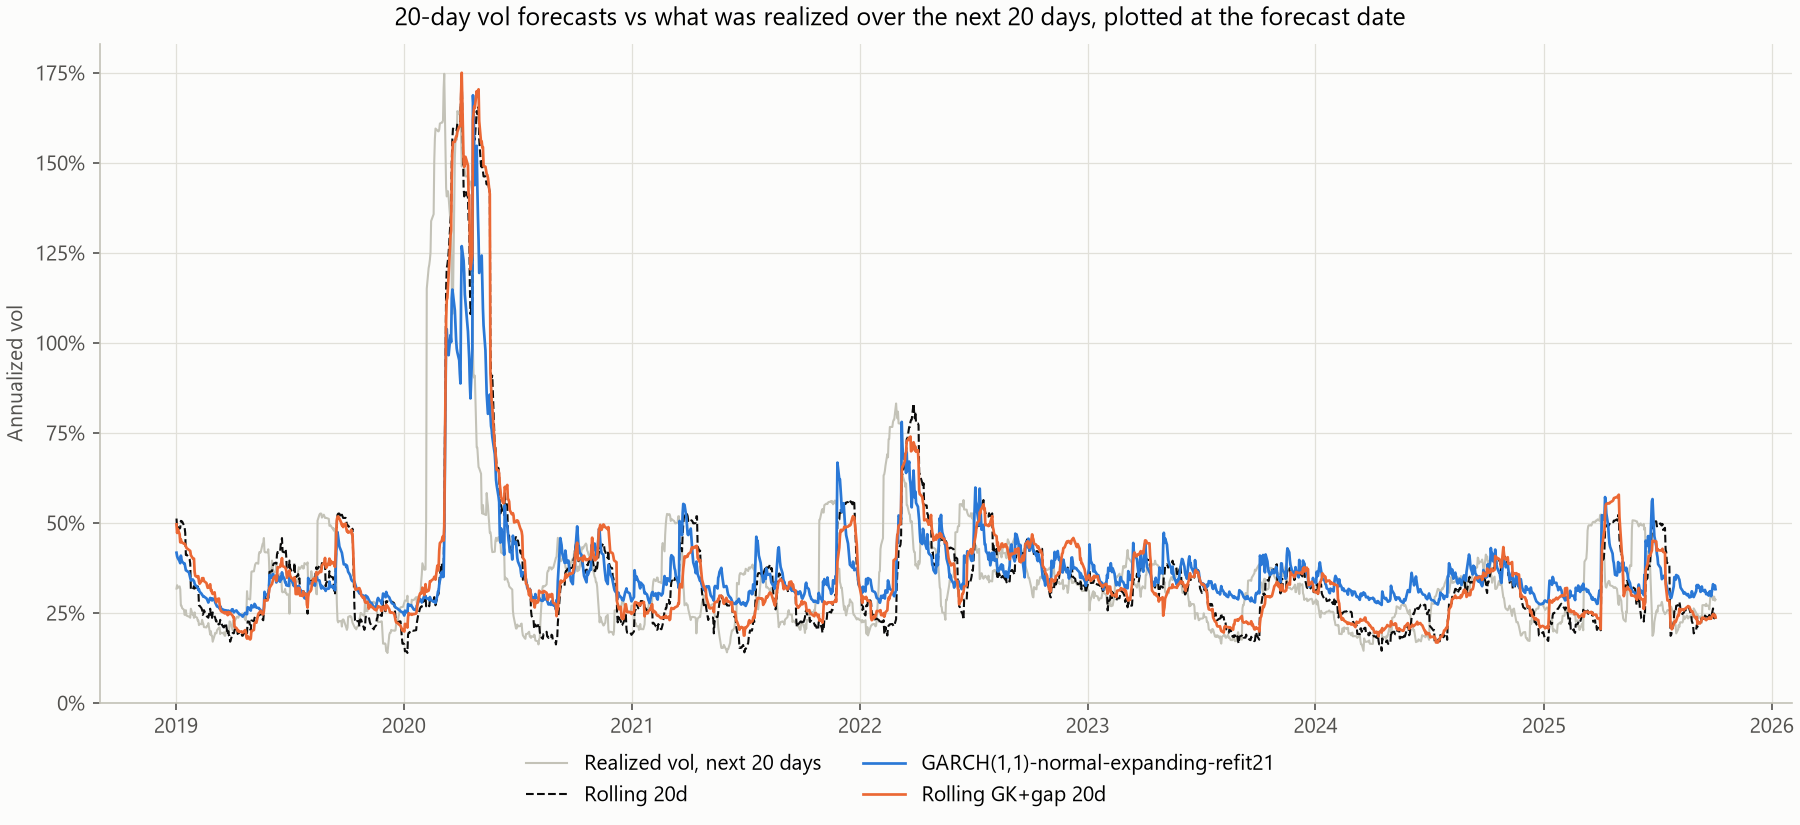 20-day vol forecasts vs what was realized over the next 20 days, plotted at the forecast date
Annualized vol
175%
150%
125%
100%
75%
50%
25%
0%
2019 2020 2021 2022 2023 2024 2025 2026
Realized vol, next 20 days GARCH(1,1)-normal-expanding-refit21
Rolling 20d Rolling GK+gap 20d